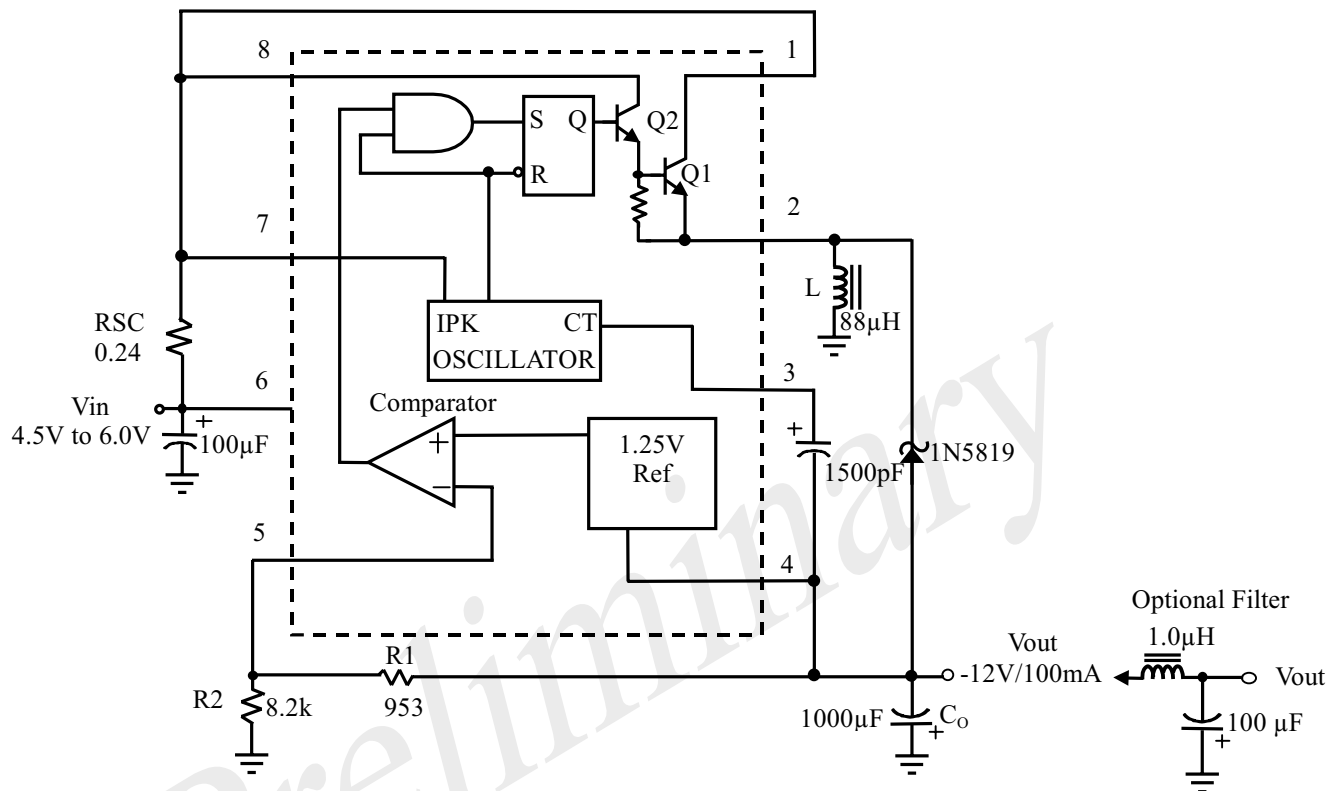 8
1
S
Q
Q2
R
Q1
2
7
L
88µH
RSC
0.24
IPK
CT
OSCILLATOR
6
3
Vin
4.5V to 6.0V
+
100µF
Comparator
+
−
1.25V
Ref
+
1500pF
1N5819
5
4
Optional Filter
1.0µH
Vout
-12V/100mA
Vout
R1
953
R2
8.2k
1000µF
CO
+
100 µF
+
Preliminary